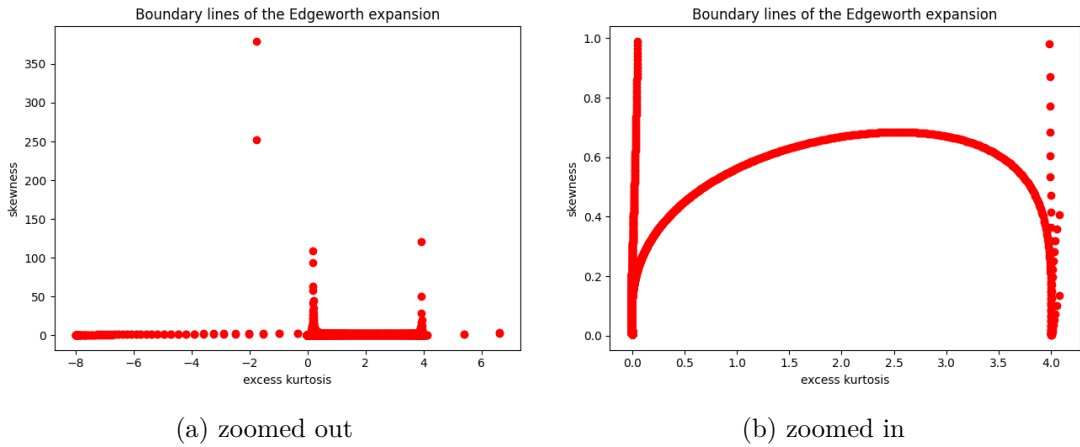 Boundary lines of the Edgeworth expansion
350
300
250
200
150
100
50
0
skewness
−8 −6 −4 −2 0 2 4 6
excess kurtosis
(a) zoomed out
Boundary lines of the Edgeworth expansion
1.0
0.8
0.6
0.4
0.2
0.0
skewness
0.0 0.5 1.0 1.5 2.0 2.5 3.0 3.5 4.0
excess kurtosis
(b) zoomed in